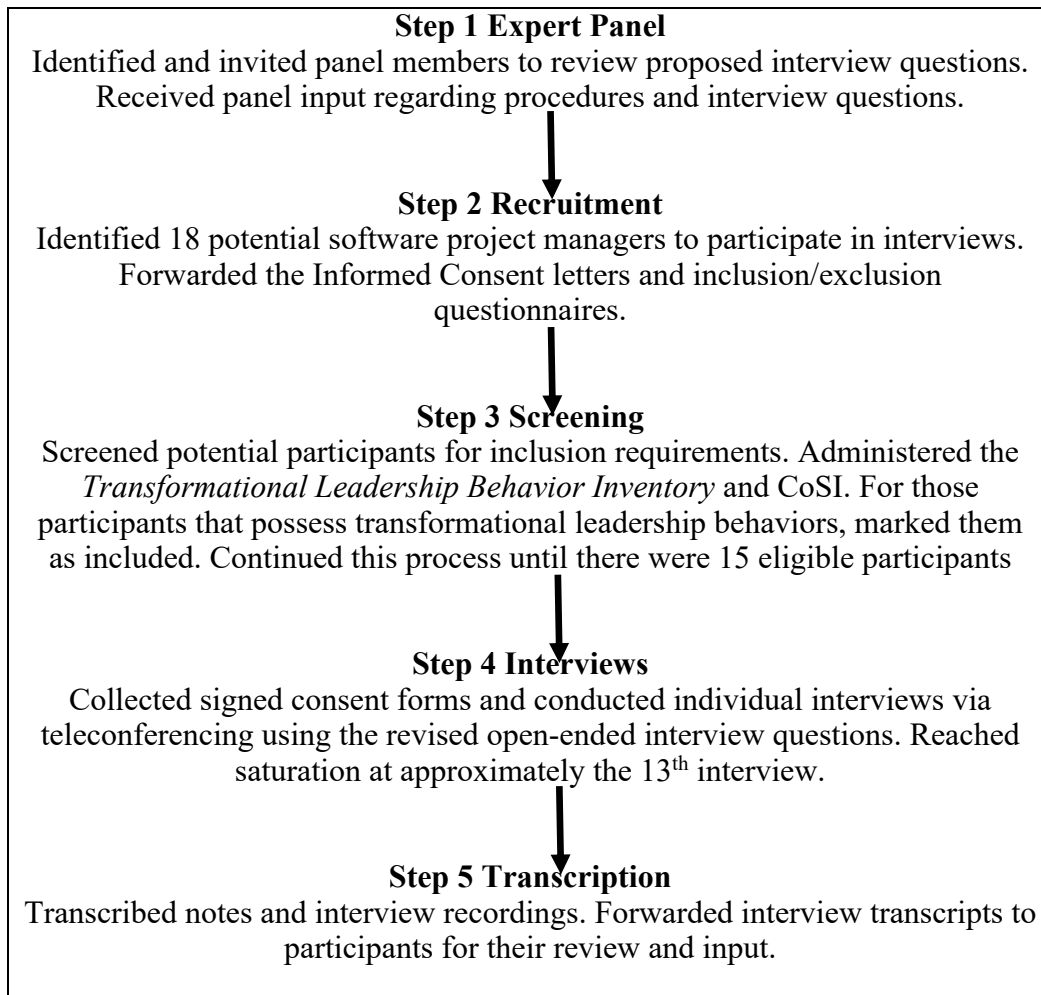 Step 1 Expert Panel
Identified and invited panel members to review proposed interview questions.
Received panel input regarding procedures and interview questions.
Step 2 Recruitment
Identified 18 potential software project managers to participate in interviews.
Forwarded the Informed Consent letters and inclusion/exclusion
questionnaires.
Step 3 Screening
Screened potential participants for inclusion requirements. Administered the
Transformational Leadership Behavior Inventory and CoSI. For those
participants that possess transformational leadership behaviors, marked them
as included. Continued this process until there were 15 eligible participants
Step 4 Interviews
Collected signed consent forms and conducted individual interviews via
teleconferencing using the revised open-ended interview questions. Reached
saturation at approximately the 13th interview.
Step 5 Transcription
Transcribed notes and interview recordings. Forwarded interview transcripts to
participants for their review and input.